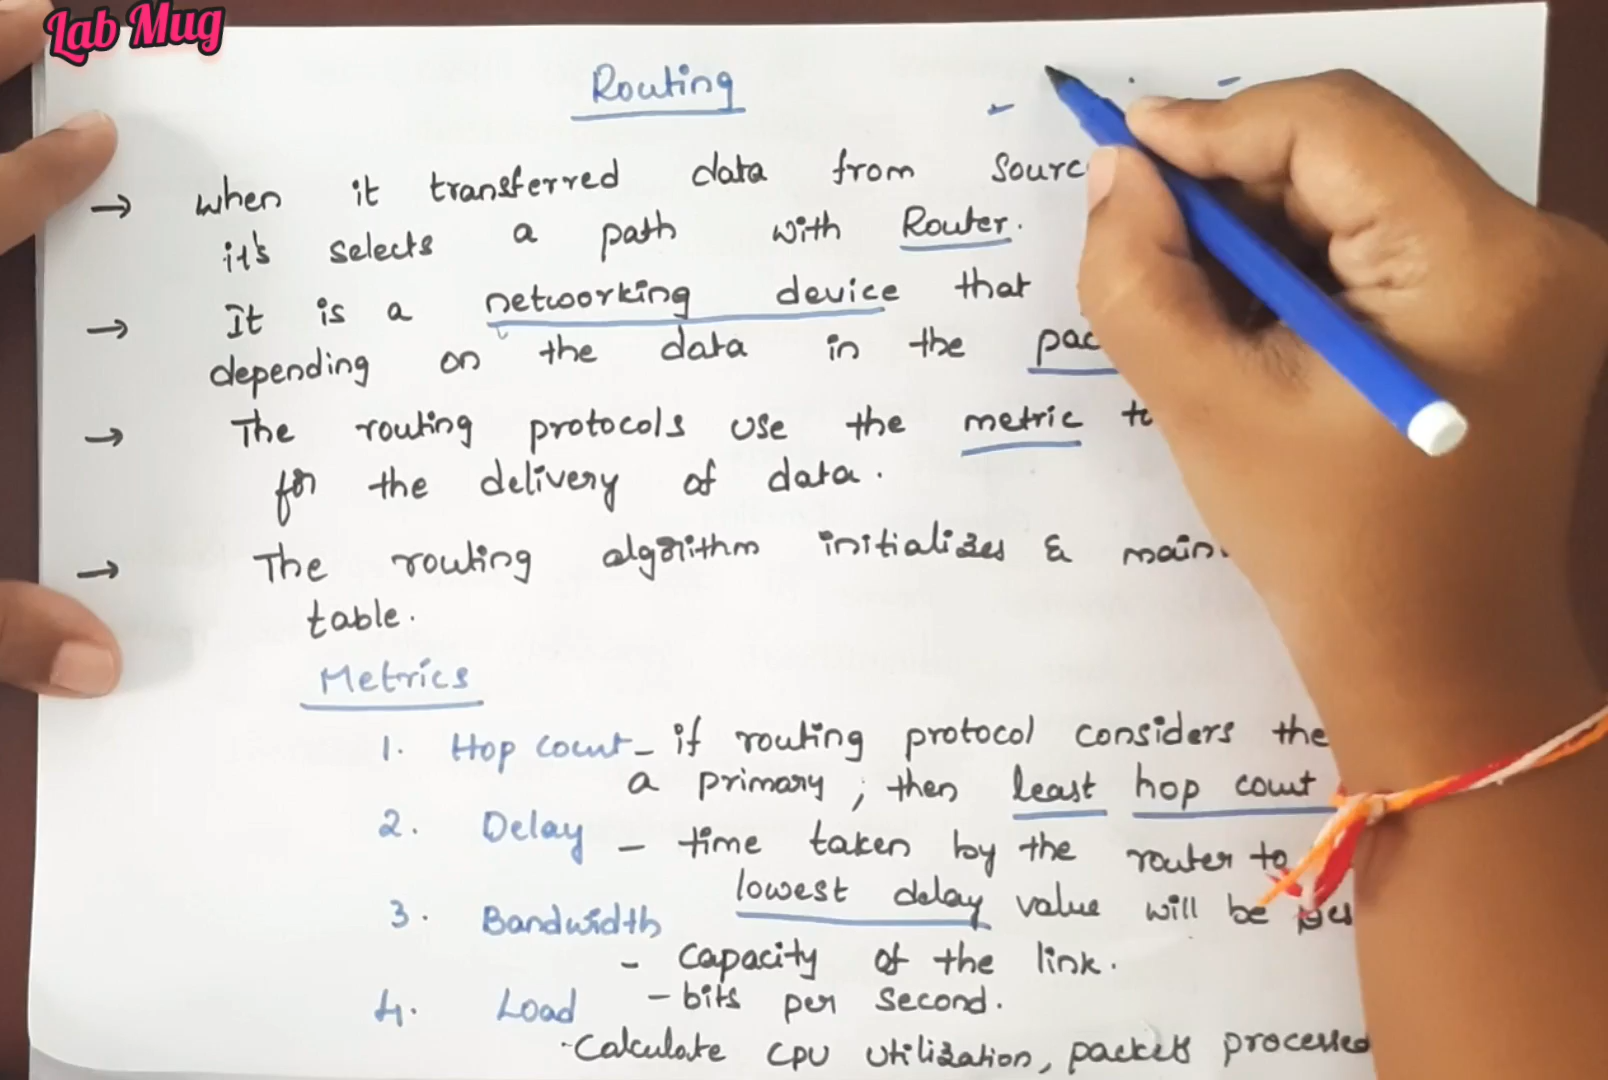 Lab Mug
Routing
→ when it transferred data from
it's selects a path with Router.
→ It is a networking device that
depending on the data in the
→ The routing protocols use the metric
for the delivery of data.
→ The routing algorithm initializes &
table.
Metrics
1. Hop count - if routing protocol considers the
a primary ; then least hop count
2. Delay - time taken by the router to
lowest delay value will be
3. Bandwidth
- capacity of the link.
- bits per second.
4. Load
- Calculate CPU utilization, packets processed